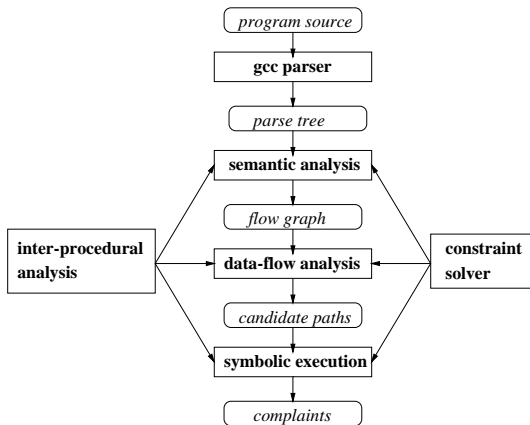 program source
gcc parser
parse tree
semantic analysis
flow graph
inter-procedural
analysis
data-flow analysis
constraint
solver
candidate paths
symbolic execution
complaints